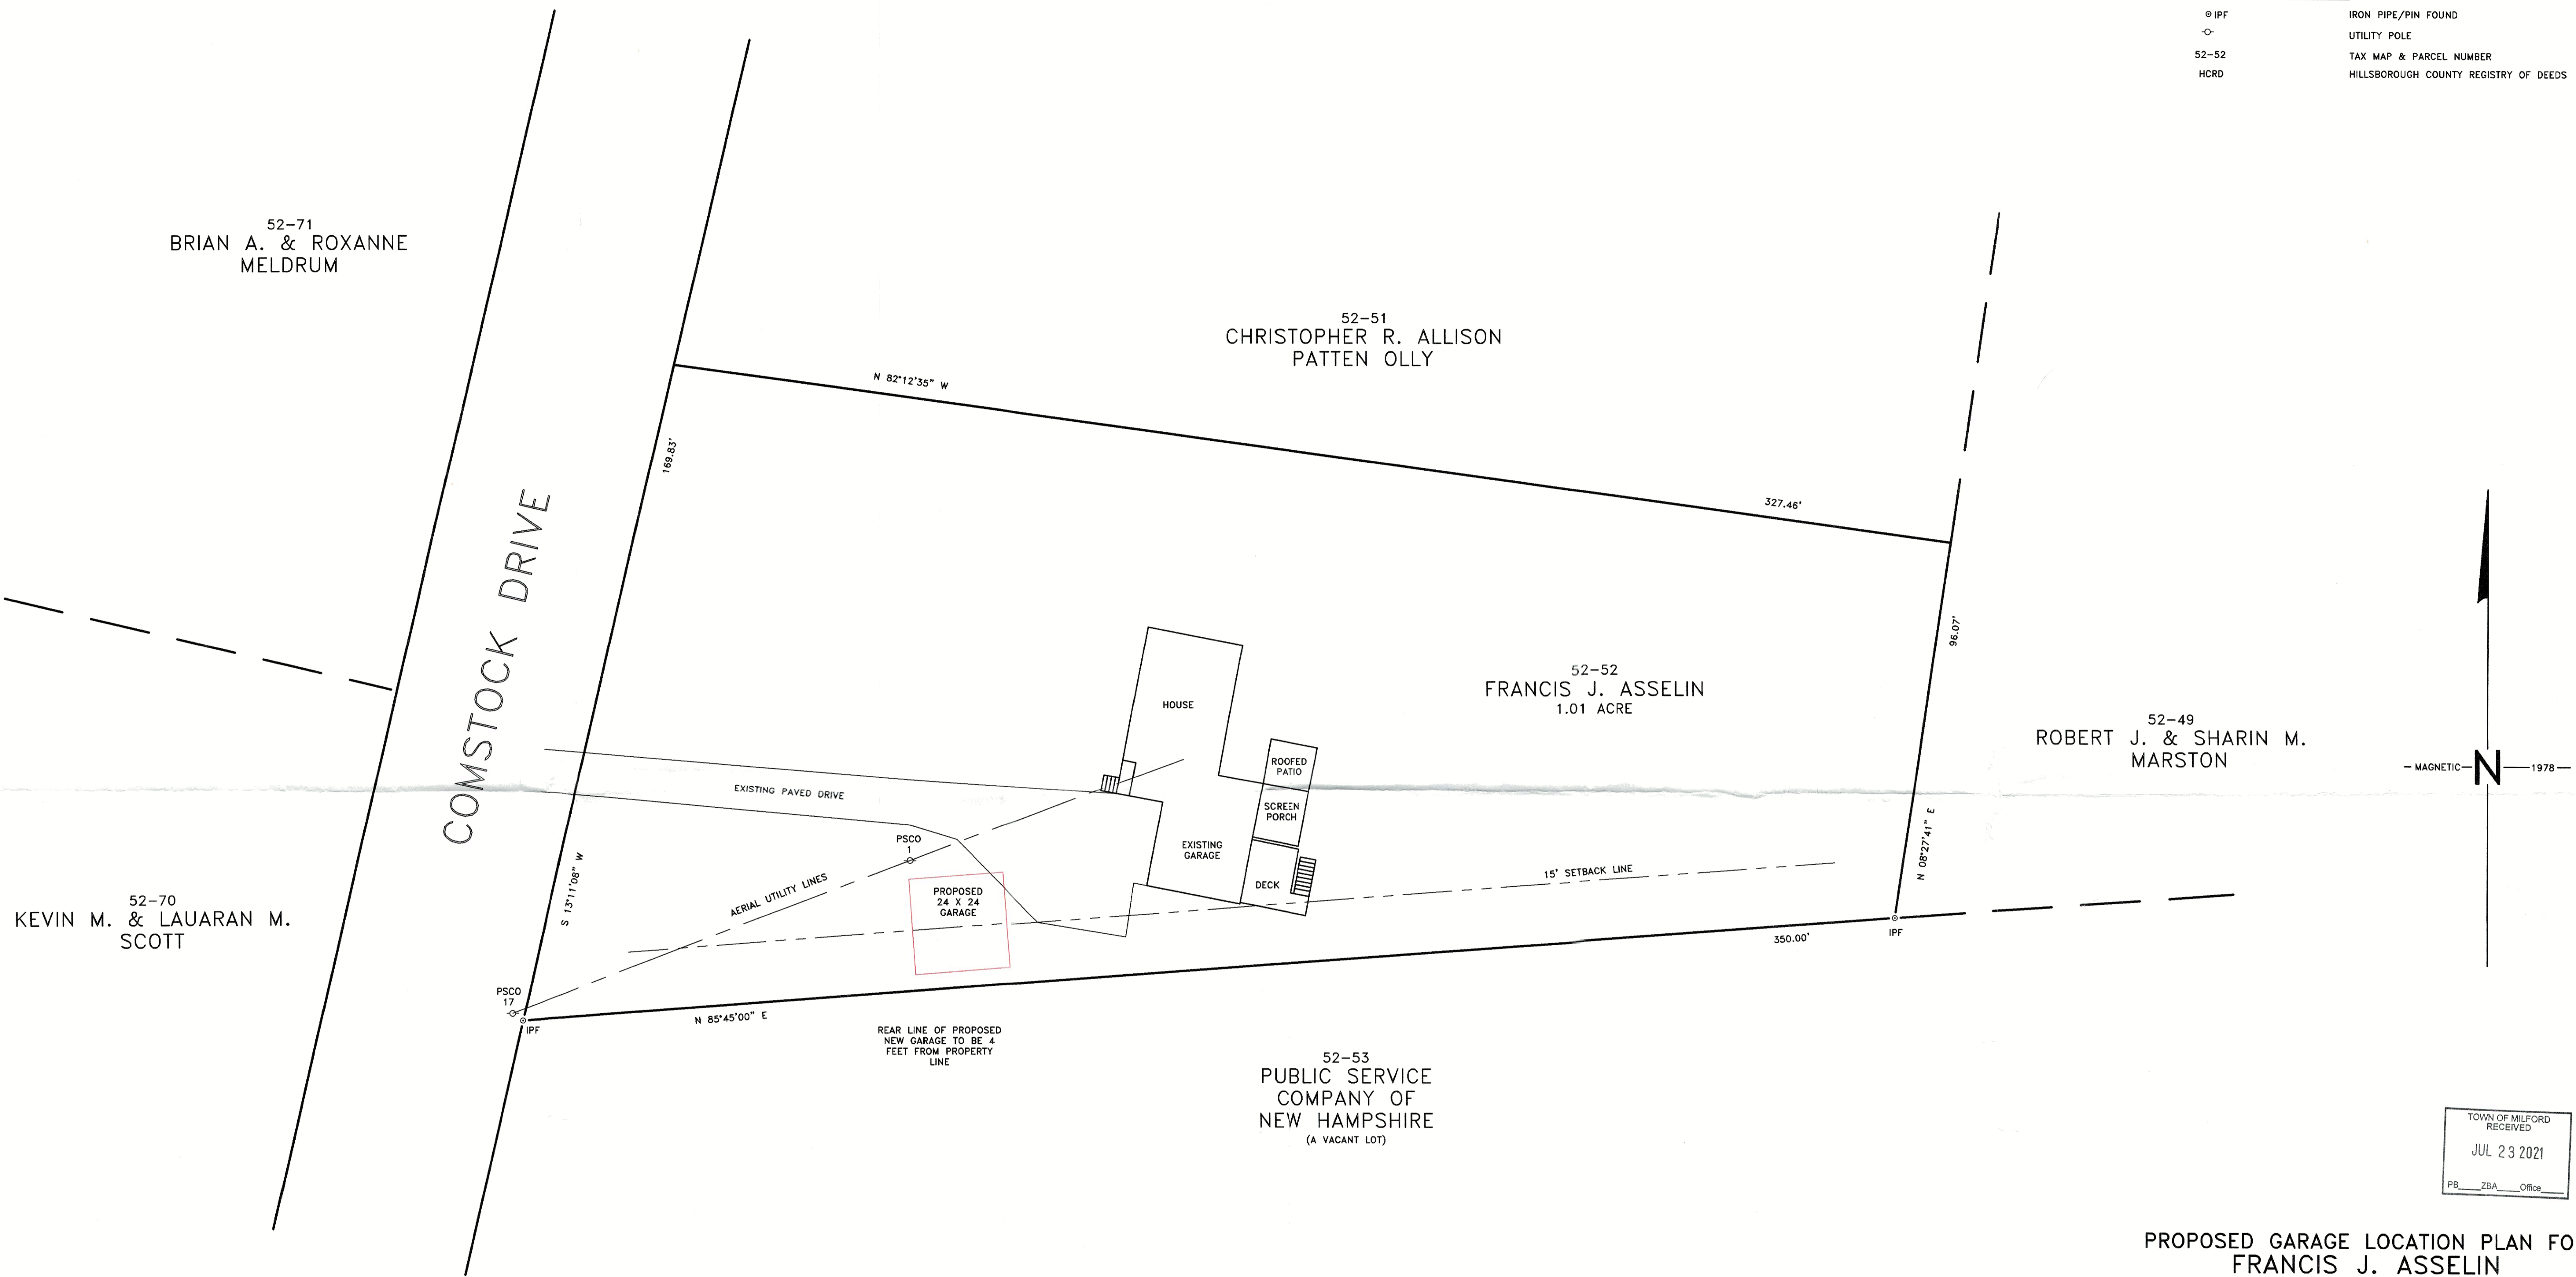 IPF IRON PIPE/PIN FOUND
UTILITY POLE
52-52 TAX MAP & PARCEL NUMBER
HCRD HILLSBOROUGH COUNTY REGISTRY OF DEEDS
52-71
BRIAN A. & ROXANNE
MELDRUM
52-51
CHRISTOPHER R. ALLISON
PATTEN OLLY
N 82°12'35" W
327.46'
169.83'
COMSTOCK DRIVE
S 13°11'08" W
96.07'
N 08°27'41" E
HOUSE
52-52
FRANCIS J. ASSELIN
1.01 ACRE
52-49
ROBERT J. & SHARIN M.
MARSTON
MAGNETIC N 1978
ROOFED
PATIO
SCREEN
PORCH
EXISTING PAVED DRIVE
EXISTING
GARAGE
DECK
PSCO
1
AERIAL UTILITY LINES
PROPOSED
24 X 24
GARAGE
15' SETBACK LINE
52-70
KEVIN M. & LAUARAN M.
SCOTT
PSCO
17
IPF
N 85°45'00" E
350.00'
IPF
REAR LINE OF PROPOSED
NEW GARAGE TO BE 4
FEET FROM PROPERTY
LINE
52-53
PUBLIC SERVICE
COMPANY OF
NEW HAMPSHIRE
(A VACANT LOT)
TOWN OF MILFORD
RECEIVED
JUL 23 2021
PB____ZBA____Office____
PROPOSED GARAGE LOCATION PLAN FO
FRANCIS J. ASSELIN